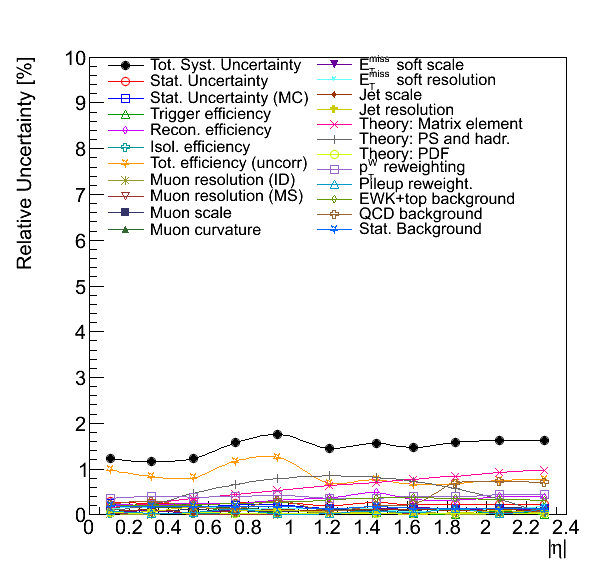 Relative Uncertainty [%]
10
9
8
7
6
5
4
3
2
1
0
Tot. Syst. Uncertainty
Stat. Uncertainty
Stat. Uncertainty (MC)
Trigger efficiency
Recon. efficiency
Isol. efficiency
Tot. efficiency (uncorr)
Muon resolution (ID)
Muon resolution (MS)
Muon scale
Muon curvature
E_T^miss soft scale
E_T^miss soft resolution
Jet scale
Jet resolution
Theory: Matrix element
Theory: PS and hadr.
Theory: PDF
p_T^W reweighting
Pileup reweight.
EWK+top background
QCD background
Stat. Background
0 0.2 0.4 0.6 0.8 1 1.2 1.4 1.6 1.8 2 2.2 2.4
|η|